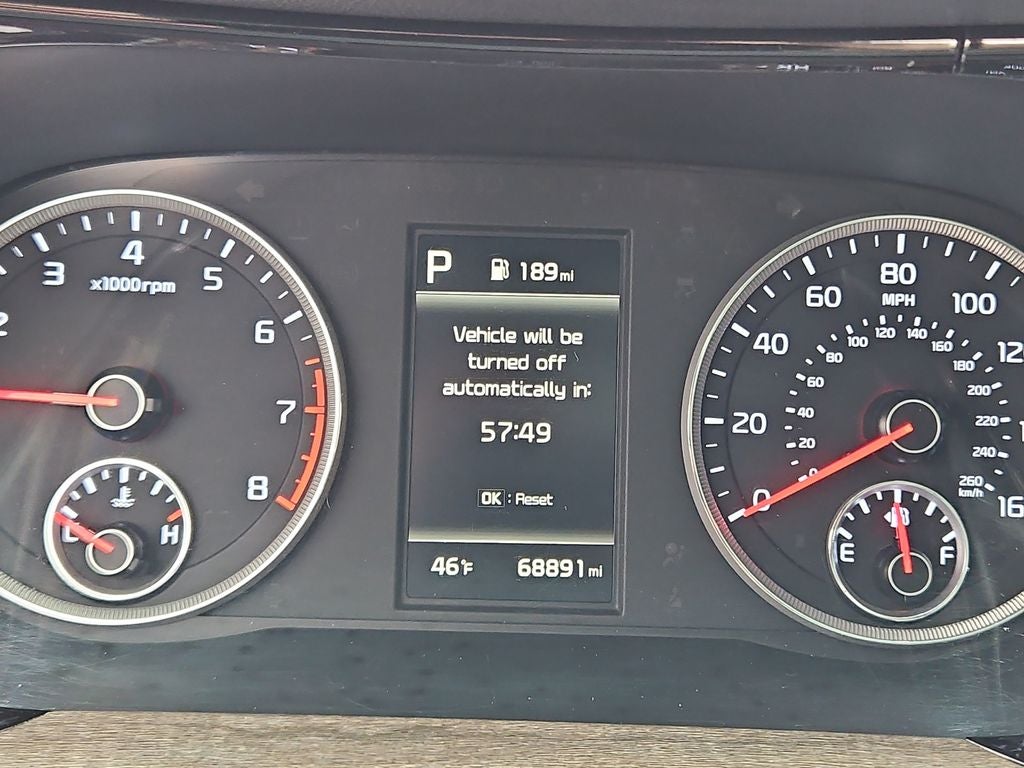 P 189mi
Vehicle will be
turned off
automatically in:
57:49
OK : Reset
46°F 68891mi
2
3
4
5
6
7
8
x1000rpm
H
0
20
40
60
80
100
MPH
0
20
40
60
80
100
120
140
160
180
200
220
240
260
km/h
E F